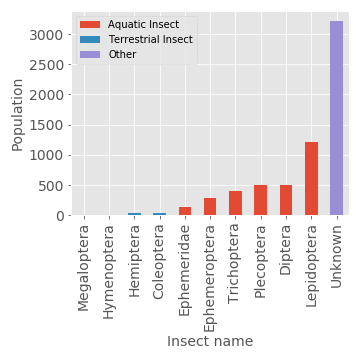 Aquatic Insect
Terrestrial Insect
Other
3000
2500
2000
1500
1000
500
0
Population
Megaloptera
Hymenoptera
Hemiptera
Coleoptera
Ephemeridae
Ephemeroptera
Trichoptera
Plecoptera
Diptera
Lepidoptera
Unknown
Insect name